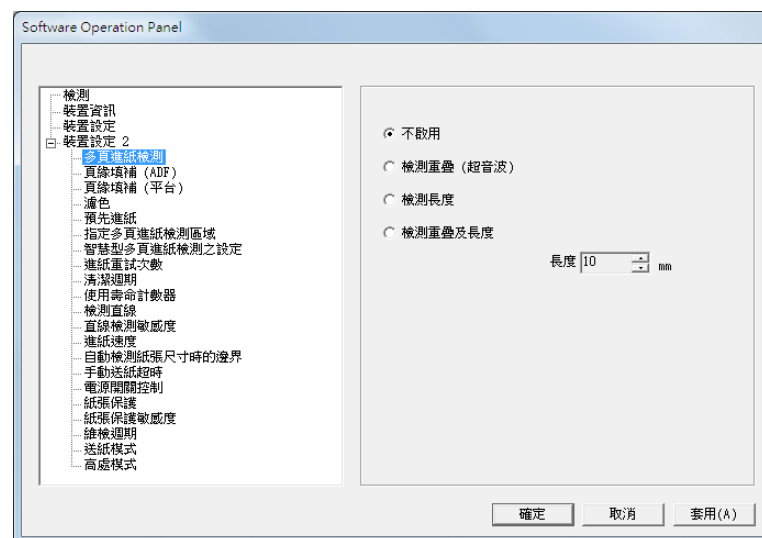 Software Operation Panel
檢測
裝置資訊
裝置設定
裝置設定 2
多頁進紙檢測
頁緣填補 (ADF)
頁緣填補 (平台)
濾色
預先進紙
指定多頁進紙檢測區域
智慧型多頁進紙檢測之設定
進紙重試次數
清潔週期
使用壽命計數器
檢測直線
直線檢測敏感度
進紙速度
自動檢測紙張尺寸時的邊界
手動送紙超時
電源開關控制
紙張保護
紙張保護敏感度
維檢週期
送紙模式
高處模式
不啟用
檢測重疊 (超音波)
檢測長度
檢測重疊及長度
長度 10 mm
確定 取消 套用(A)